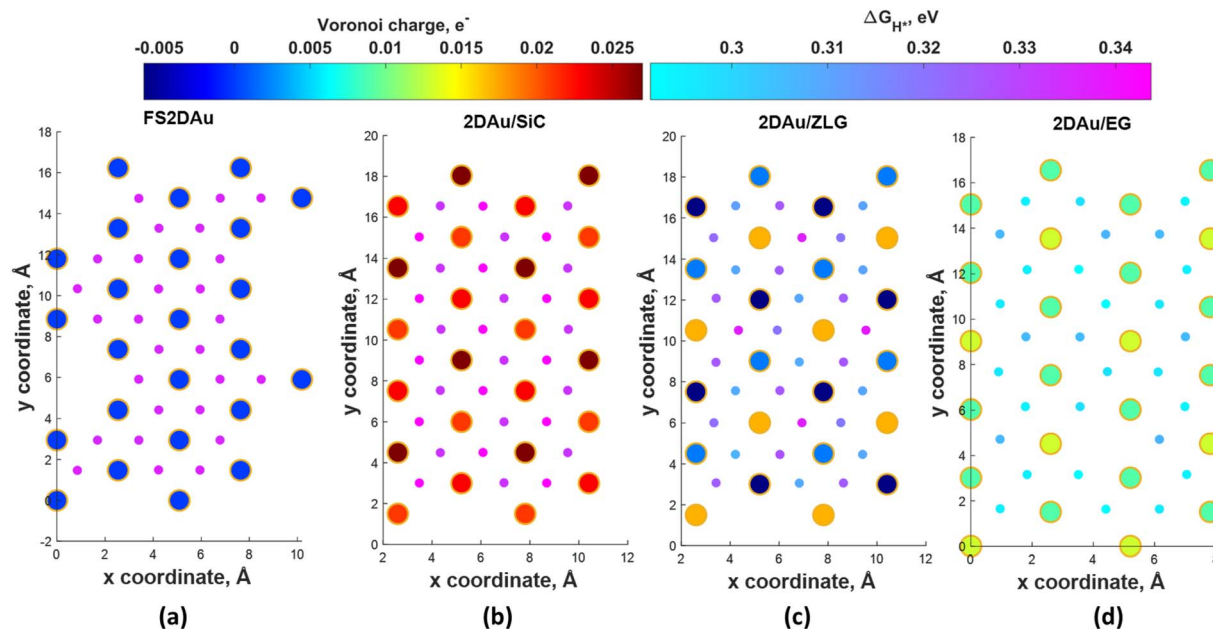 Voronoi charge, e-
-0.005 0 0.005 0.01 0.015 0.02 0.025
ΔG_H*, eV
0.3 0.31 0.32 0.33 0.34
FS2DAu
18
16
14
12
10
8
6
4
2
0
-2
y coordinate, Å
0 2 4 6 8 10
x coordinate, Å
(a)
2DAu/SiC
20
18
16
14
12
10
8
6
4
2
0
y coordinate, Å
2 4 6 8 10 12
x coordinate, Å
(b)
2DAu/ZLG
20
18
16
14
12
10
8
6
4
2
0
y coordinate, Å
2 4 6 8 10 12
x coordinate, Å
(c)
2DAu/EG
18
16
14
12
10
8
6
4
2
0
y coordinate, Å
0 2 4 6 8
x coordinate, Å
(d)